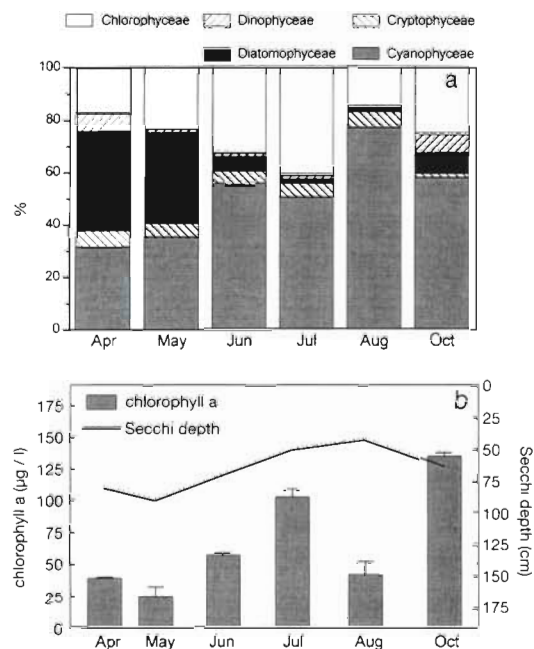 Chlorophyceae Dinophyceae Cryptophyceae
Diatomophyceae Cyanophyceae
a
100
80
60
40
20
0
%
Apr May Jun Jul Aug Oct
b
chlorophyll a
Secchi depth
175
150
125
100
75
50
25
0
chlorophyll a (µg / l)
0
25
50
75
100
125
150
175
Secchi depth (cm)
Apr May Jun Jul Aug Oct